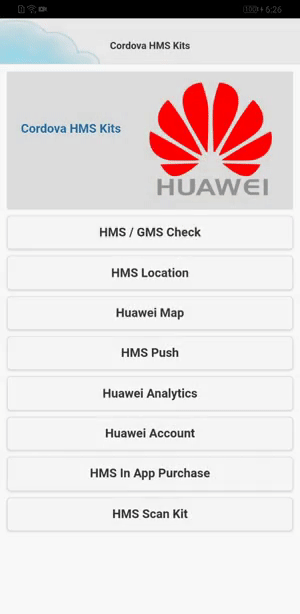 5:26
Cordova HMS Kits
Cordova HMS Kits
HUAWEI
HMS / GMS Check
HMS Location
Huawei Map
HMS Push
Huawei Analytics
Huawei Account
HMS In App Purchase
HMS Scan Kit